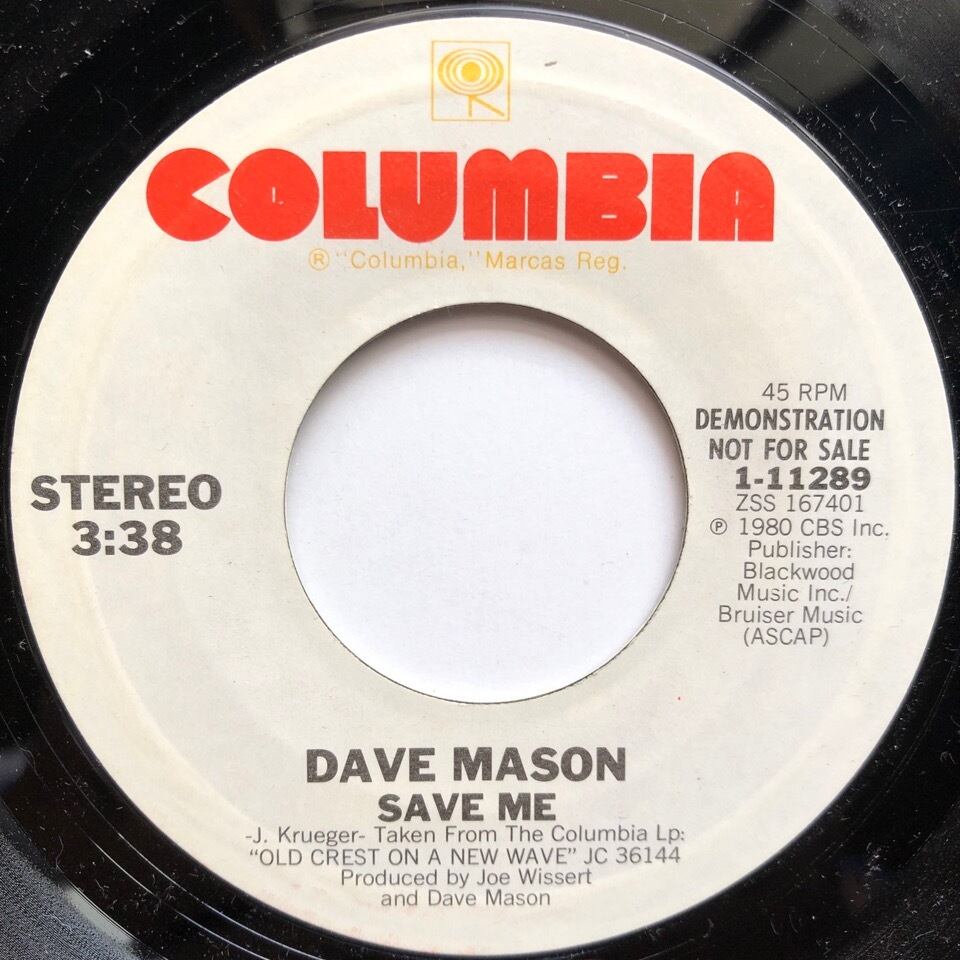 COLUMBIA
® "Columbia," Marcas Reg.
45 RPM
DEMONSTRATION
NOT FOR SALE
1-11289
ZSS 167401
℗ 1980 CBS Inc.
Publisher:
Blackwood
Music Inc./
Bruiser Music
(ASCAP)
STEREO
3:38
DAVE MASON
SAVE ME
-J. Krueger- Taken From The Columbia Lp:
"OLD CREST ON A NEW WAVE" JC 36144
Produced by Joe Wissert
and Dave Mason